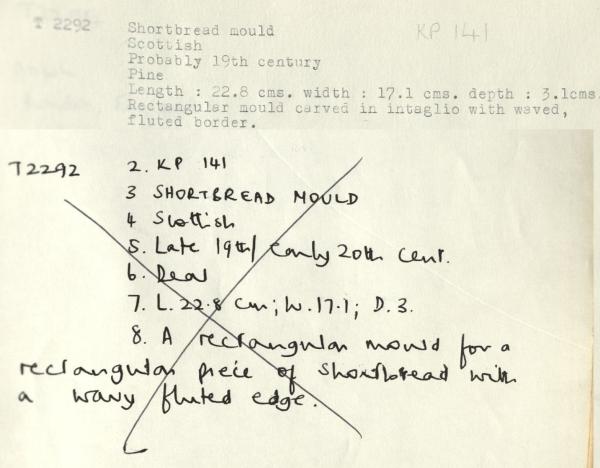 T 2292 Shortbread mould KP 141
Scottish
Probably 19th century
Pine
Length : 22.8 cms. width : 17.1 cms. depth : 3.1cms.
Rectangular mould carved in intaglio with waved,
fluted border.
T2292 2. KP 141
3 SHORTBREAD MOULD
4 Scottish
5. Late 19th/ Early 20th Cent.
6. Deal
7. L. 22.8 cm; W. 17.1; D. 3.
8. A rectangular mould for a
rectangular piece of shortbread with
a wavy fluted edge.